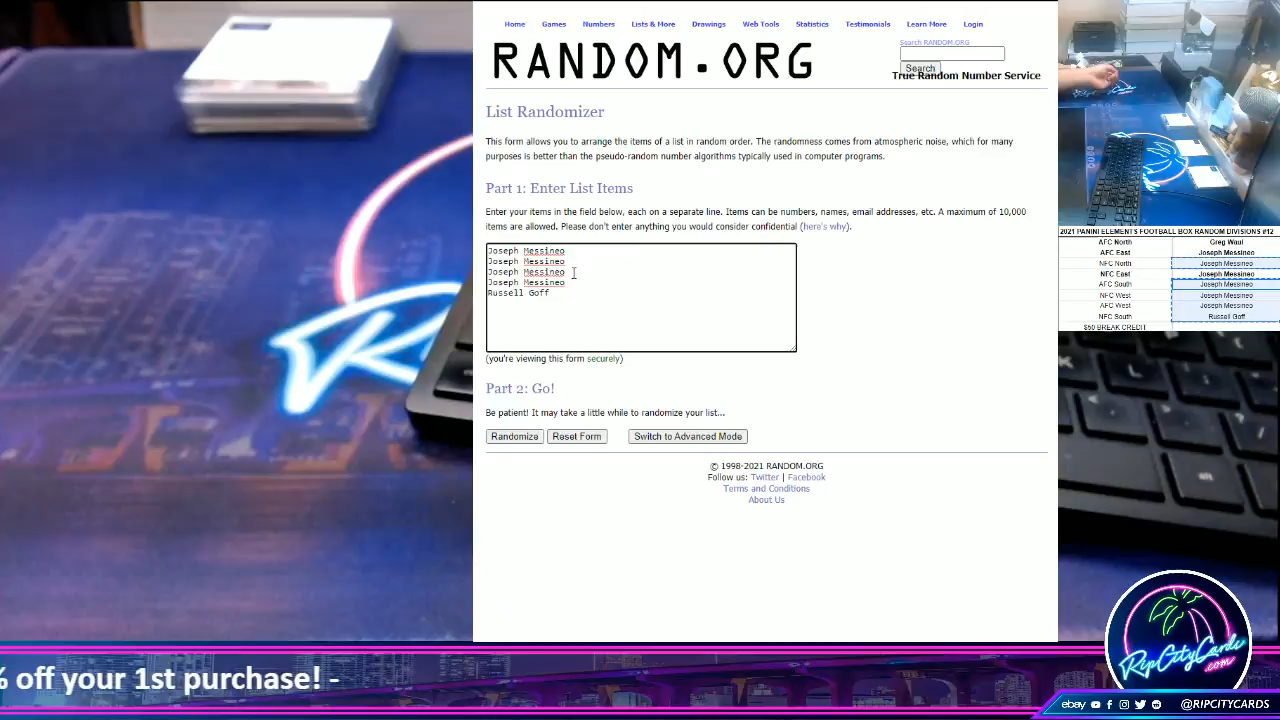 Home Games Numbers Lists & More Drawings Web Tools Statistics Testimonials Learn More Login
RANDOM.ORG
Search RANDOM.ORG
Search
True Random Number Service
List Randomizer
This form allows you to arrange the items of a list in random order. The randomness comes from atmospheric noise, which for many
purposes is better than the pseudo-random number algorithms typically used in computer programs.
Part 1: Enter List Items
Enter your items in the field below, each on a separate line. Items can be numbers, names, email addresses, etc. A maximum of 10,000
items are allowed. Please don't enter anything you would consider confidential (here's why).
Joseph Messineo
Joseph Messineo
Joseph Messineo
Joseph Messineo
Russell Goff
(you're viewing this form securely)
Part 2: Go!
Be patient! It may take a little while to randomize your list...
Randomize Reset Form Switch to Advanced Mode
© 1998-2021 RANDOM.ORG
Follow us: Twitter | Facebook
Terms and Conditions
About Us
2021 PANINI ELEMENTS FOOTBALL BOX RANDOM DIVISIONS #12
AFC North Greg Waul
AFC East Joseph Messineo
NFC North Joseph Messineo
NFC East Joseph Messineo
AFC South Joseph Messineo
NFC West Joseph Messineo
AFC West Joseph Messineo
NFC South Russell Goff
$50 BREAK CREDIT
% off your 1st purchase! -
RipCityCards
.com
ebay @RIPCITYCARDS